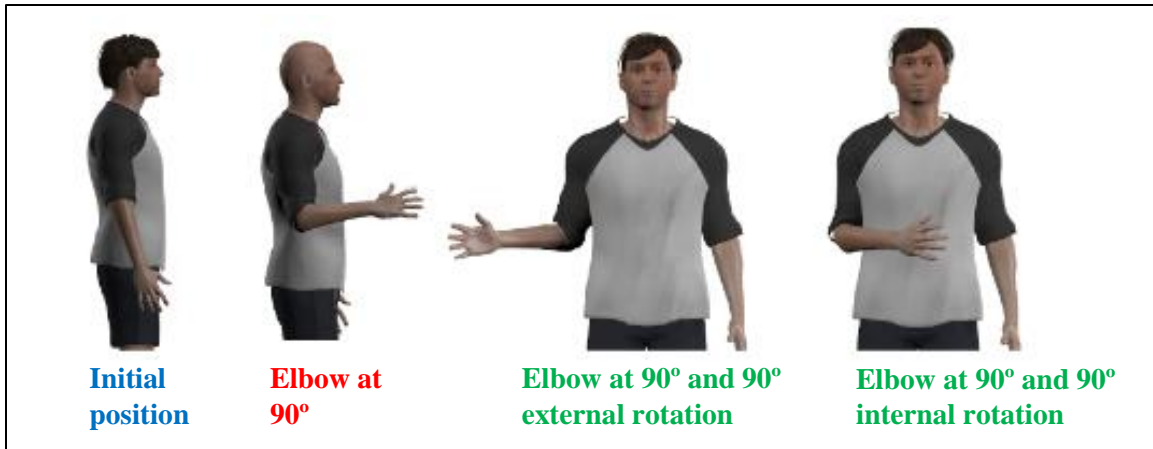 Initial
position
Elbow at
90º
Elbow at 90º and 90º
external rotation
Elbow at 90º and 90º
internal rotation